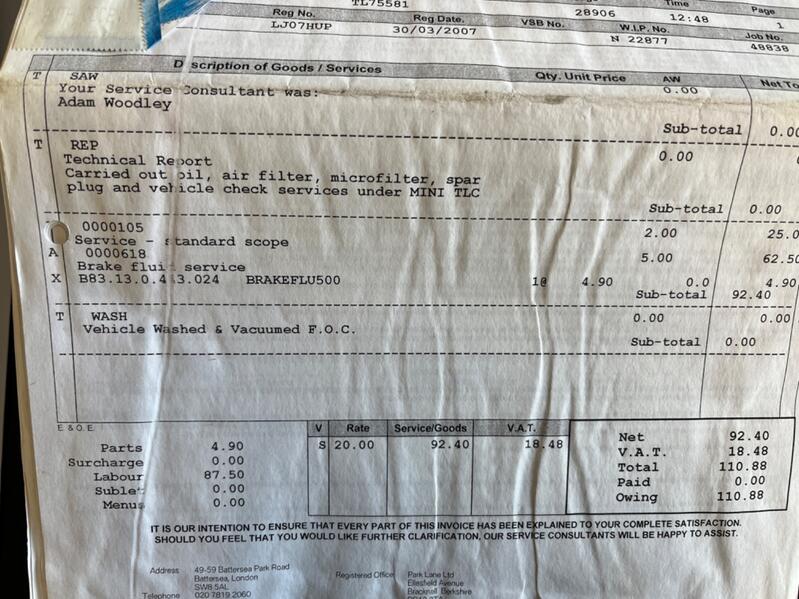 TL75581
28906
Time
12:48
Page
1
Reg No.
LJ07HUP
Reg Date.
30/03/2007
VSB No.
W.I.P. No.
N 22877
Job No.
48838
D scription of Goods / Services Qty. Unit Price AW Net To
T SAW 0.00
Your Service Consultant was:
Adam Woodley
Sub-total 0.00
T REP 0.00
Technical Report
Carried out oil, air filter, microfilter, spar
plug and vehicle check services under MINI TLC
Sub-total 0.00
0000105 2.00 25.0
Service - standard scope
A 0000618 5.00 62.50
Brake flui service
X B83.13.0.4 3.024 BRAKEFLU500 1@ 4.90 0.0 4.90
Sub-total 92.40
T WASH 0.00 0.00
Vehicle Washed & Vacuumed F.O.C.
Sub-total 0.00
E.& O.E.
Parts 4.90
Surcharge 0.00
Labour 87.50
Sublet 0.00
Menus 0.00
V Rate Service/Goods V.A.T.
S 20.00 92.40 18.48
Net 92.40
V.A.T. 18.48
Total 110.88
Paid 0.00
Owing 110.88
IT IS OUR INTENTION TO ENSURE THAT EVERY PART OF THIS INVOICE HAS BEEN EXPLAINED TO YOUR COMPLETE SATISFACTION.
SHOULD YOU FEEL THAT YOU WOULD LIKE FURTHER CLARIFICATION, OUR SERVICE CONSULTANTS WILL BE HAPPY TO ASSIST.
Address 49-59 Battersea Park Road
Battersea, London
SW8 5AL
Telephone 020 7819 2060
Registered Office Park Lane Ltd
Ellesfield Avenue
Bracknell Berkshire